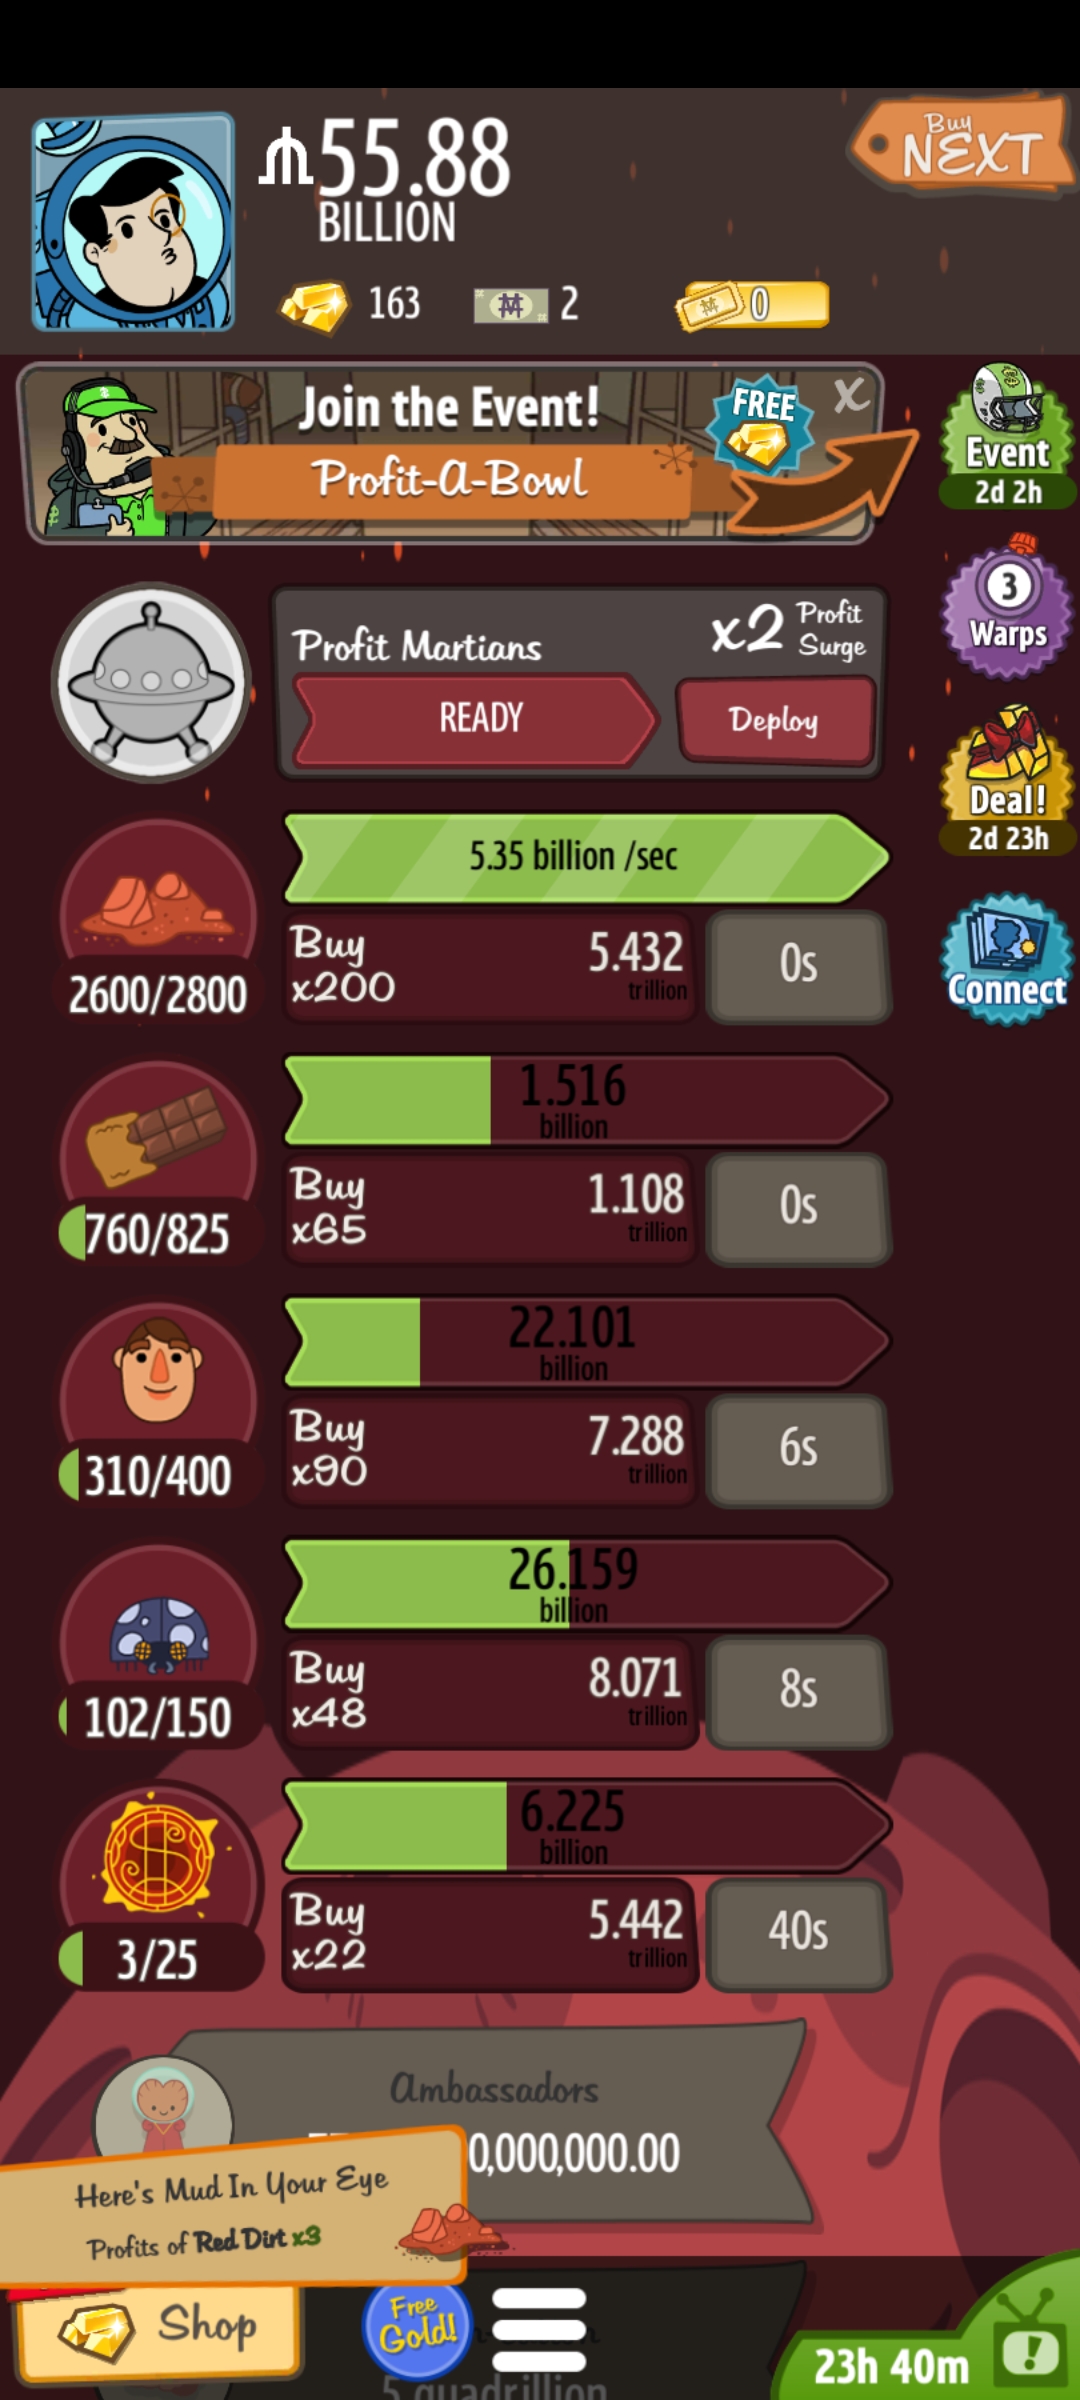 55.88
BILLION
Buy
NEXT
163
2
0
Join the Event!
FREE
X
Profit-A-Bowl
Event
2d 2h
3
Warps
Profit Martians
x2 Profit
Surge
READY
Deploy
Deal!
2d 23h
5.35 billion /sec
2600/2800
Buy
x200
5.432
trillion
0s
Connect
1.516
billion
760/825
Buy
x65
1.108
trillion
0s
22.101
billion
310/400
Buy
x90
7.288
trillion
6s
26.159
billion
102/150
Buy
x48
8.071
trillion
8s
6.225
billion
3/25
Buy
x22
5.442
trillion
40s
Ambassadors
0,000,000.00
Here's Mud In Your Eye
Profits of Red Dirt x3
Shop
Free
Gold!
23h 40m
5 quadrillion